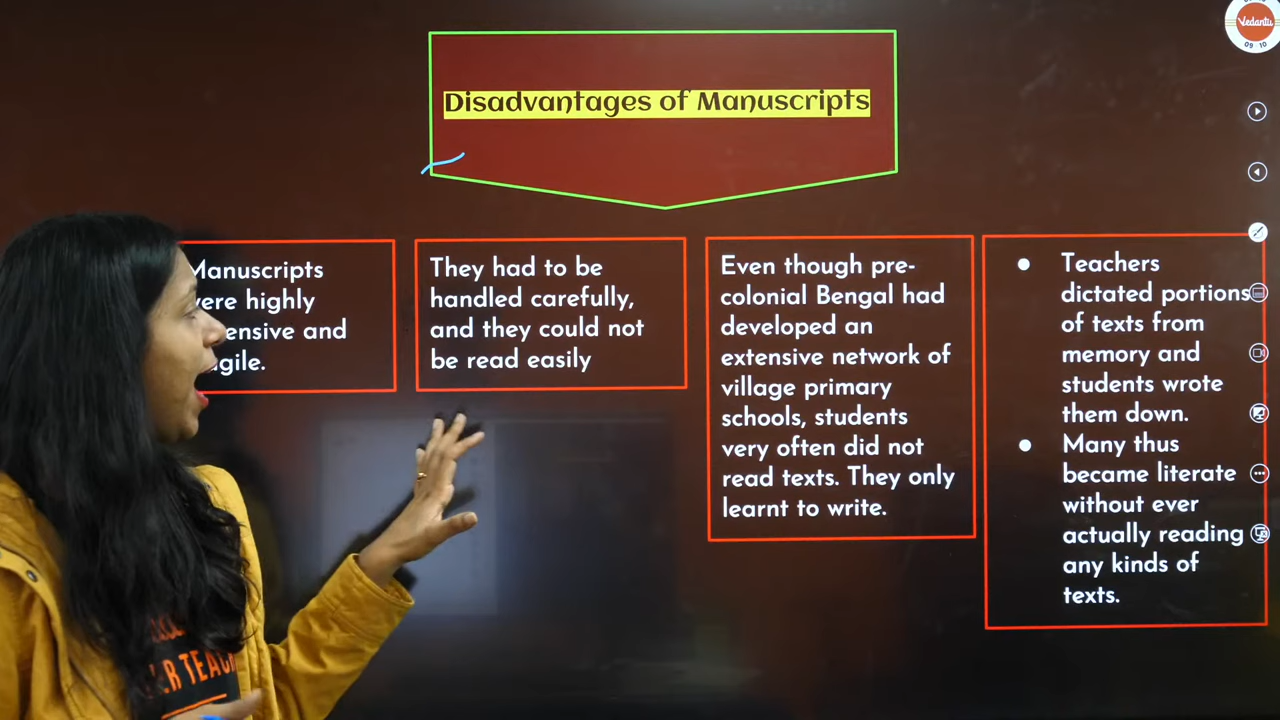 Vedantu
09 10
Disadvantages of Manuscripts
Manuscripts
were highly
and
They had to be
handled carefully,
and they could not
be read easily
Even though pre-
colonial Bengal had
developed an
extensive network of
village primary
schools, students
very often did not
read texts. They only
learnt to write.
● Teachers
dictated portions
of texts from
memory and
students wrote
them down.
● Many thus
became literate
without ever
actually reading
any kinds of
texts.